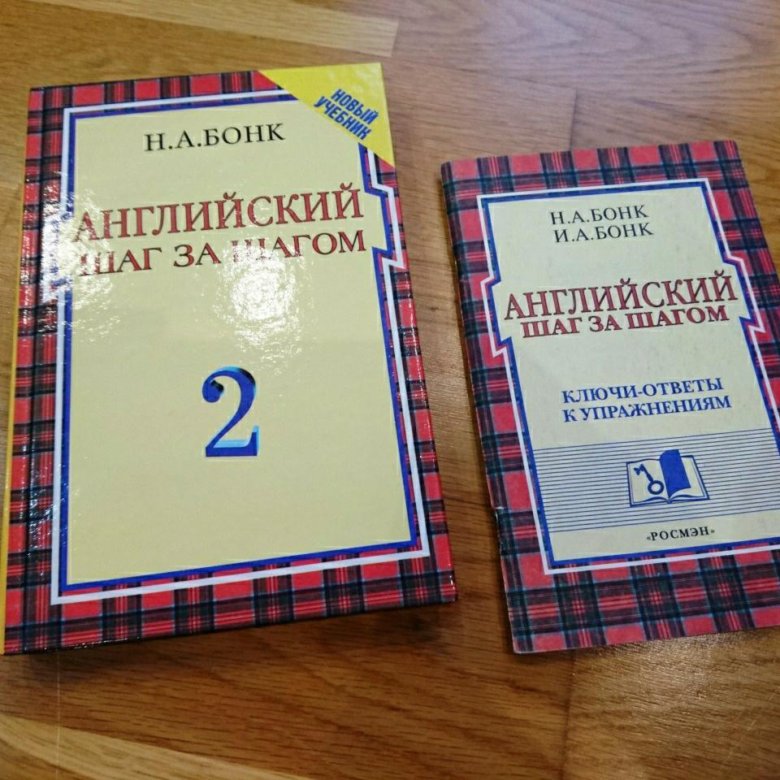 НОВЫЙ
УЧЕБНИК
Н.А.БОНК
АНГЛИЙСКИЙ
ШАГ ЗА ШАГОМ
2
Н.А.БОНК
И.А.БОНК
АНГЛИЙСКИЙ
ШАГ ЗА ШАГОМ
КЛЮЧИ-ОТВЕТЫ
К УПРАЖНЕНИЯМ
«РОСМЭН»